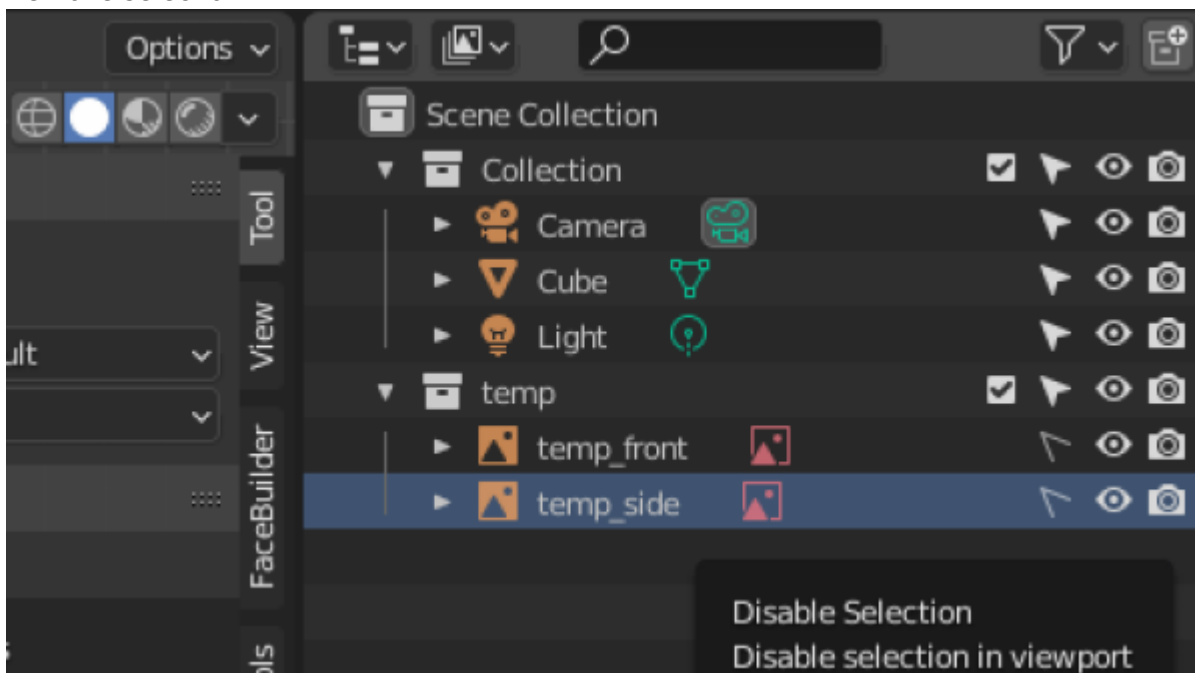 Options
Scene Collection
Collection
Camera
Cube
Light
temp
temp_front
temp_side
Tool
View
FaceBuilder
Disable Selection
Disable selection in viewport